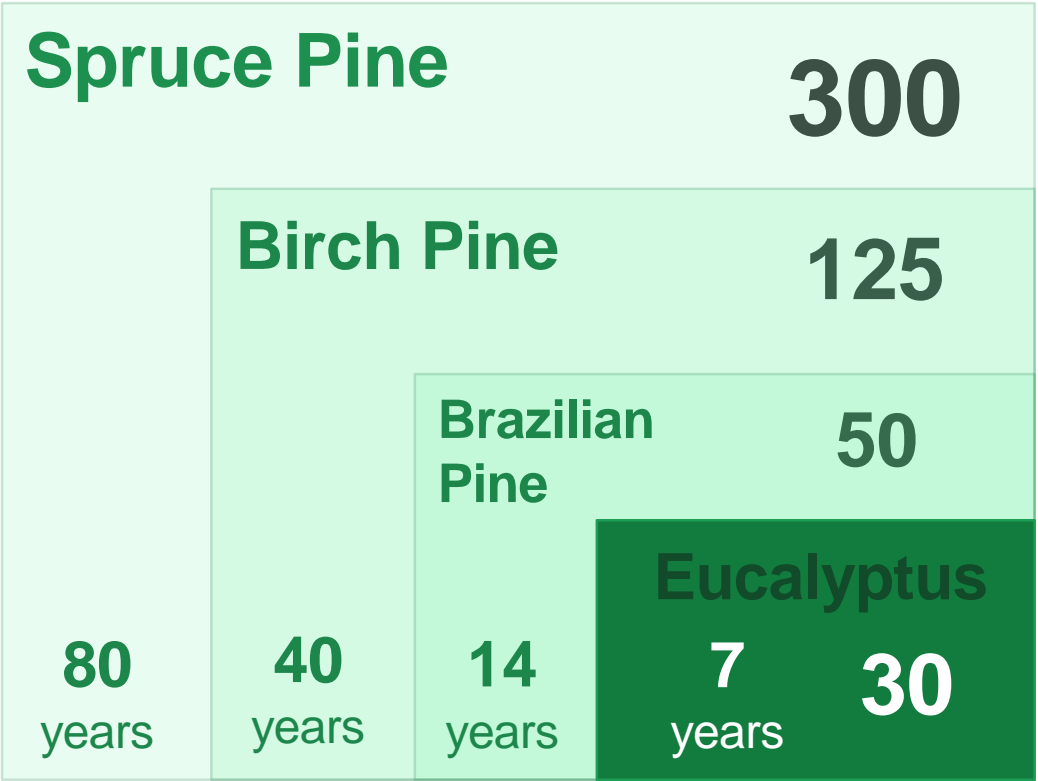 Spruce Pine
300
Birch Pine
125
Brazilian
Pine
50
Eucalyptus
80
years
40
years
14
years
7
years
30